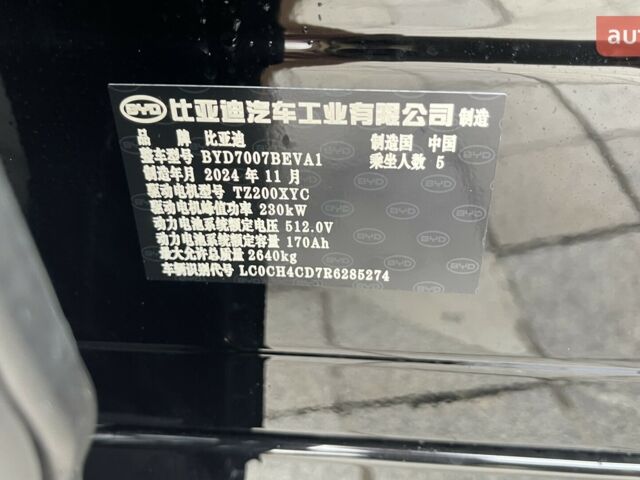 aut
BYD 比亚迪汽车工业有限公司 制造
品 牌 比亚迪 制造国 中国
整车型号 BYD7007BEVA1 乘坐人数 5
制造年月 2024 年 11 月
驱动电机型号 TZ200XYC
驱动电机峰值功率 230kW
动力电池系统额定电压 512.0V
动力电池系统额定容量 170Ah
最大允许总质量 2640kg
车辆识别代号 LC0CH4CD7R6285274